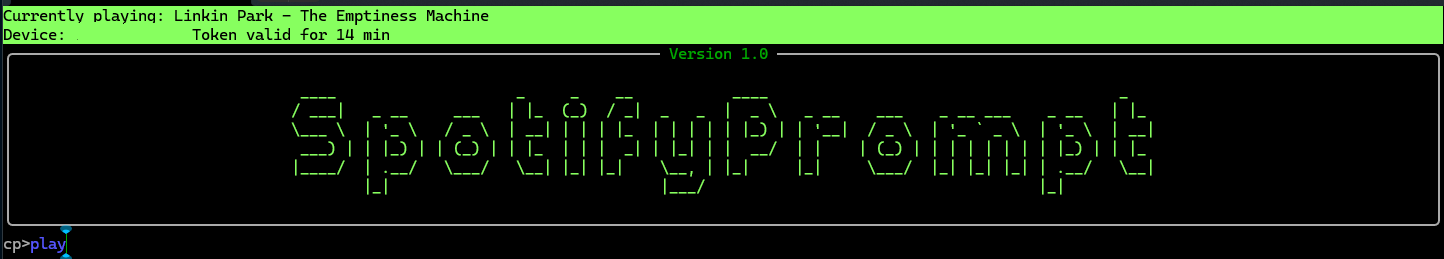 Currently playing: Linkin Park - The Emptiness Machine
Device: Token valid for 14 min
Version 1.0
SpotifyPrompt
cp>play